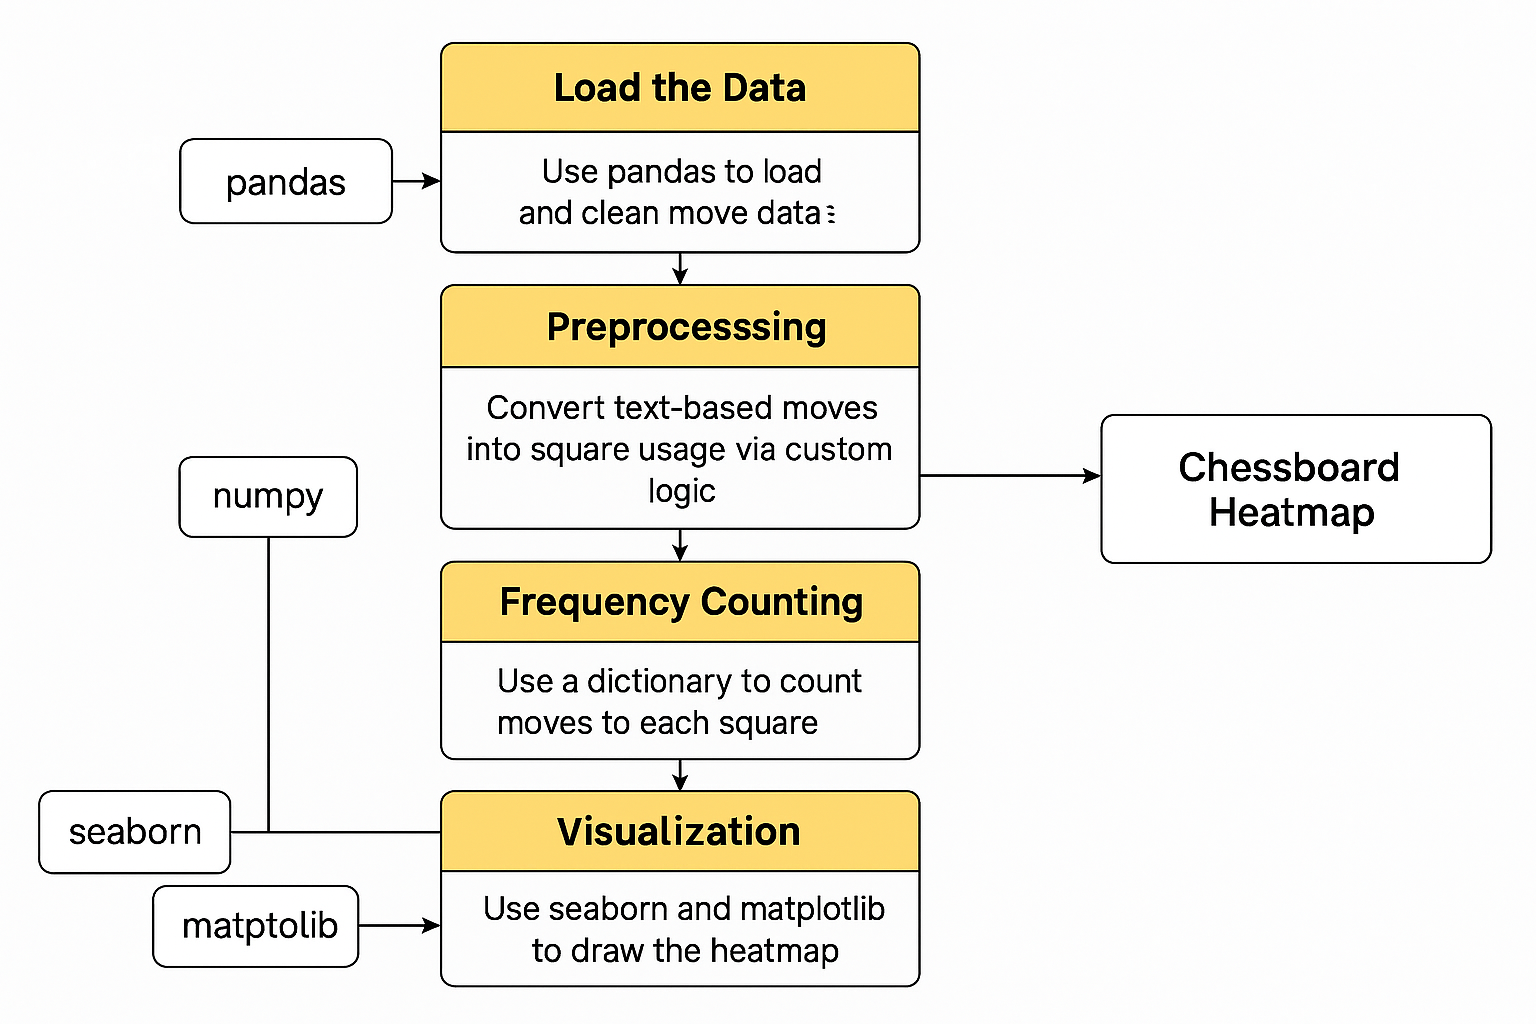 Load the Data
pandas
Use pandas to load
and clean move data
Preprocesssing
Convert text-based moves
into square usage via custom
logic
numpy
Chessboard
Heatmap
Frequency Counting
Use a dictionary to count
moves to each square
seaborn
Visualization
matptolib
Use seaborn and matplotlib
to draw the heatmap